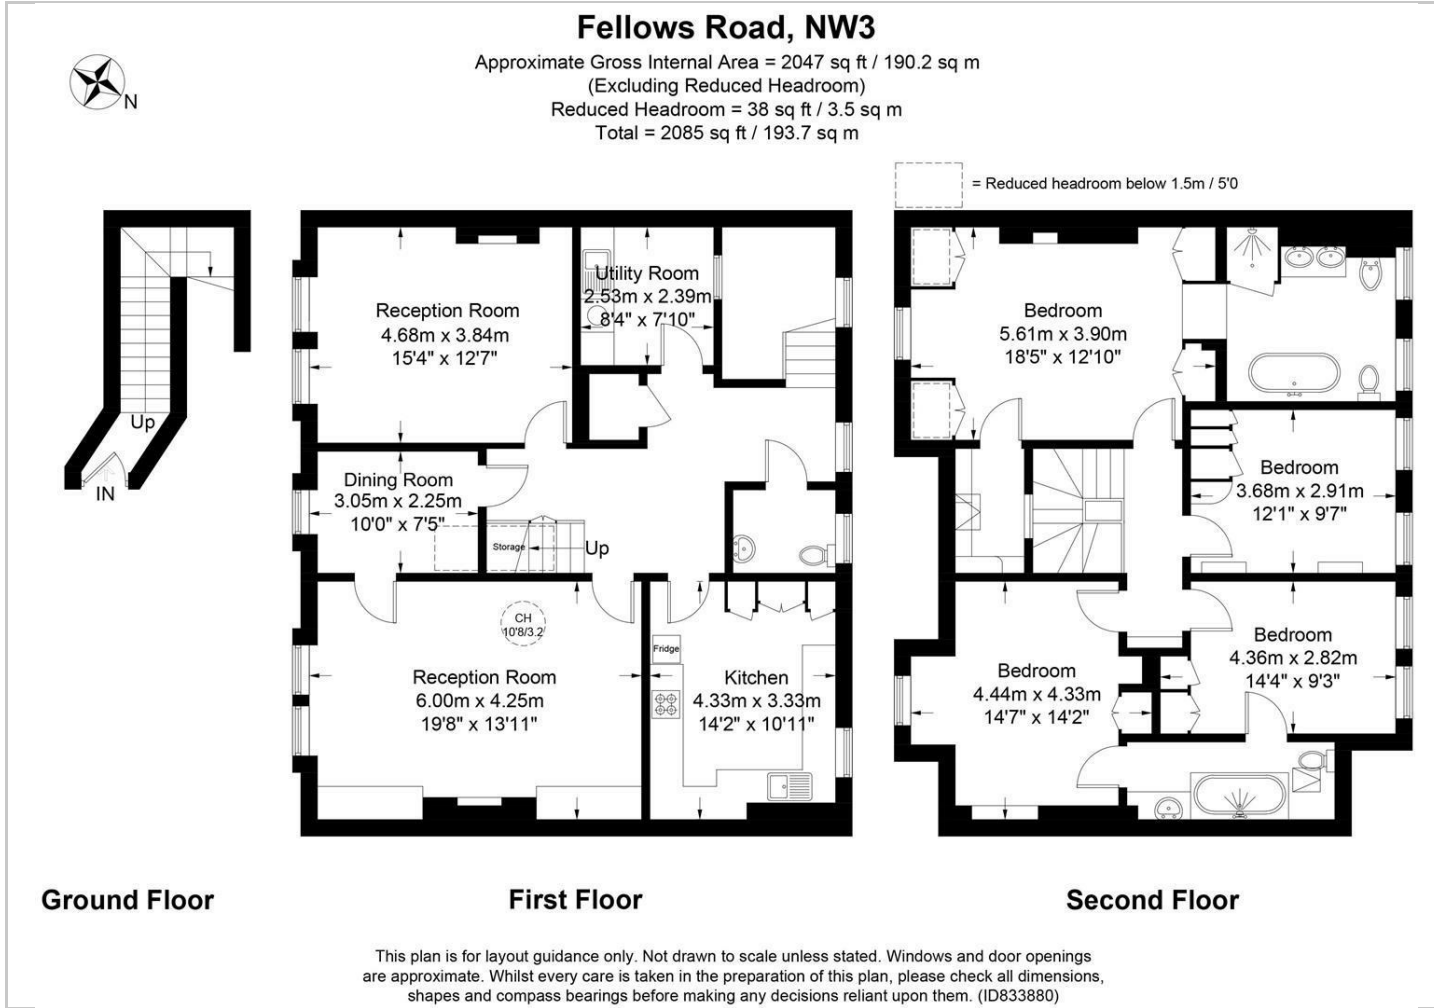 Fellows Road, NW3
Approximate Gross Internal Area = 2047 sq ft / 190.2 sq m
(Excluding Reduced Headroom)
Reduced Headroom = 38 sq ft / 3.5 sq m
Total = 2085 sq ft / 193.7 sq m
N
= Reduced headroom below 1.5m / 5'0
Up
IN
Ground Floor
Reception Room
4.68m x 3.84m
15'4" x 12'7"
Utility Room
2.53m x 2.39m
8'4" x 7'10"
Dining Room
3.05m x 2.25m
10'0" x 7'5"
Storage
Up
CH
10'8/3.2
Reception Room
6.00m x 4.25m
19'8" x 13'11"
Fridge
Kitchen
4.33m x 3.33m
14'2" x 10'11"
First Floor
Bedroom
5.61m x 3.90m
18'5" x 12'10"
Bedroom
3.68m x 2.91m
12'1" x 9'7"
Bedroom
4.44m x 4.33m
14'7" x 14'2"
Bedroom
4.36m x 2.82m
14'4" x 9'3"
Second Floor
This plan is for layout guidance only. Not drawn to scale unless stated. Windows and door openings
are approximate. Whilst every care is taken in the preparation of this plan, please check all dimensions,
shapes and compass bearings before making any decisions reliant upon them. (ID833880)